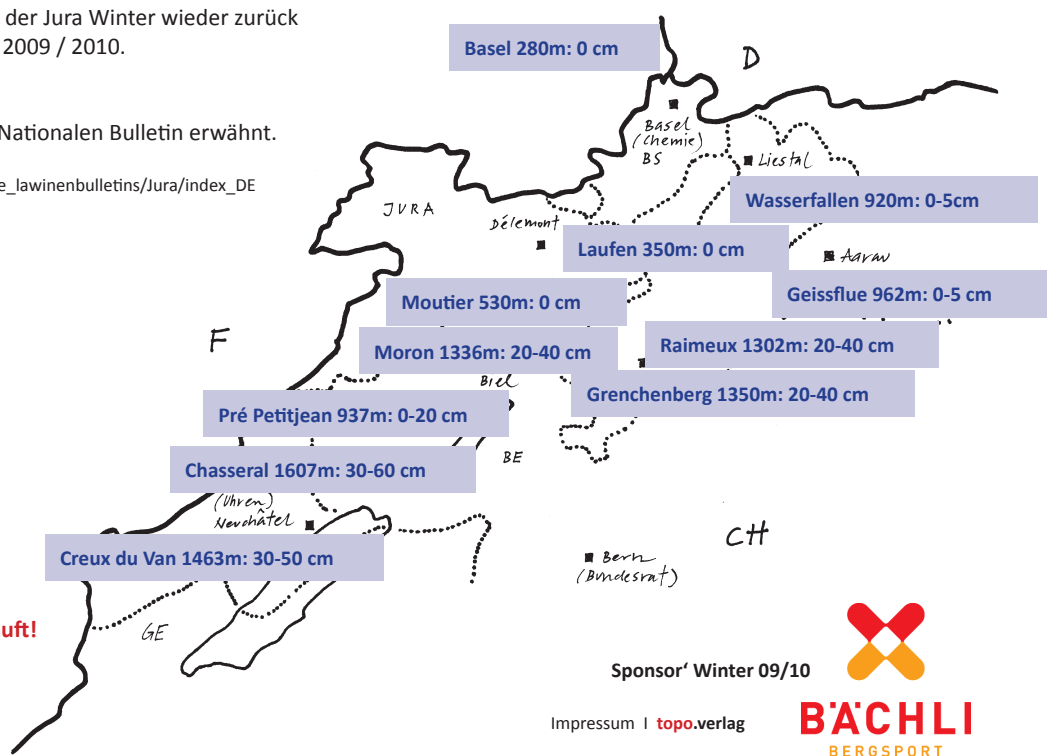 der Jura Winter wieder zurück
2009 / 2010.
Nationalen Bulletin erwähnt.
e_lawinenbulletins/Jura/index_DE
Basel 280m: 0 cm
D
Basel
(Chemie)
BS
Liestal
Wasserfallen 920m: 0-5cm
JURA
Délemont
Laufen 350m: 0 cm
Aarau
Moutier 530m: 0 cm
Geissflue 962m: 0-5 cm
F
Moron 1336m: 20-40 cm
Raimeux 1302m: 20-40 cm
Biel
Grenchenberg 1350m: 20-40 cm
Pré Petitjean 937m: 0-20 cm
BE
Chasseral 1607m: 30-60 cm
(Uhren)
Neuchâtel
CH
Creux du Van 1463m: 30-50 cm
Bern
(Bundesrat)
uft!
GE
Sponsor‘ Winter 09/10
Impressum I topo.verlag
BÄCHLI
BERGSPORT